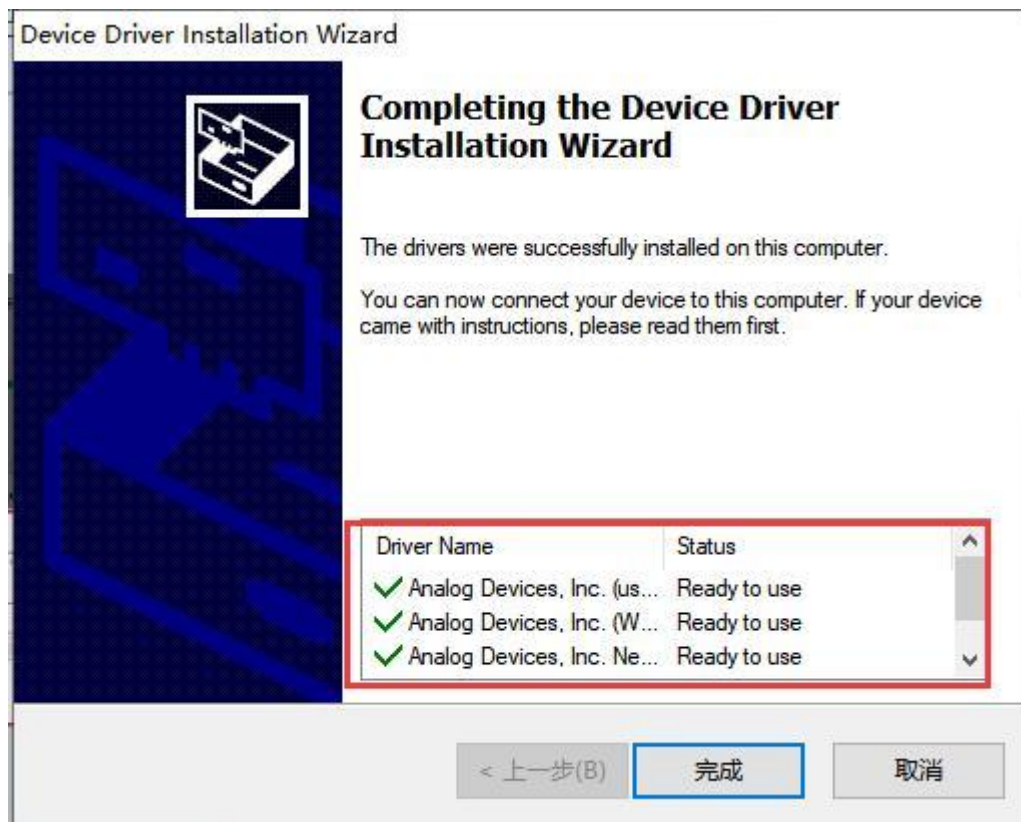 Device Driver Installation Wizard
Completing the Device Driver
Installation Wizard
The drivers were successfully installed on this computer.
You can now connect your device to this computer. If your device
came with instructions, please read them first.
Driver Name Status
Analog Devices, Inc. (us... Ready to use
Analog Devices, Inc. (W... Ready to use
Analog Devices, Inc. Ne... Ready to use
< 上一步(B) 完成 取消